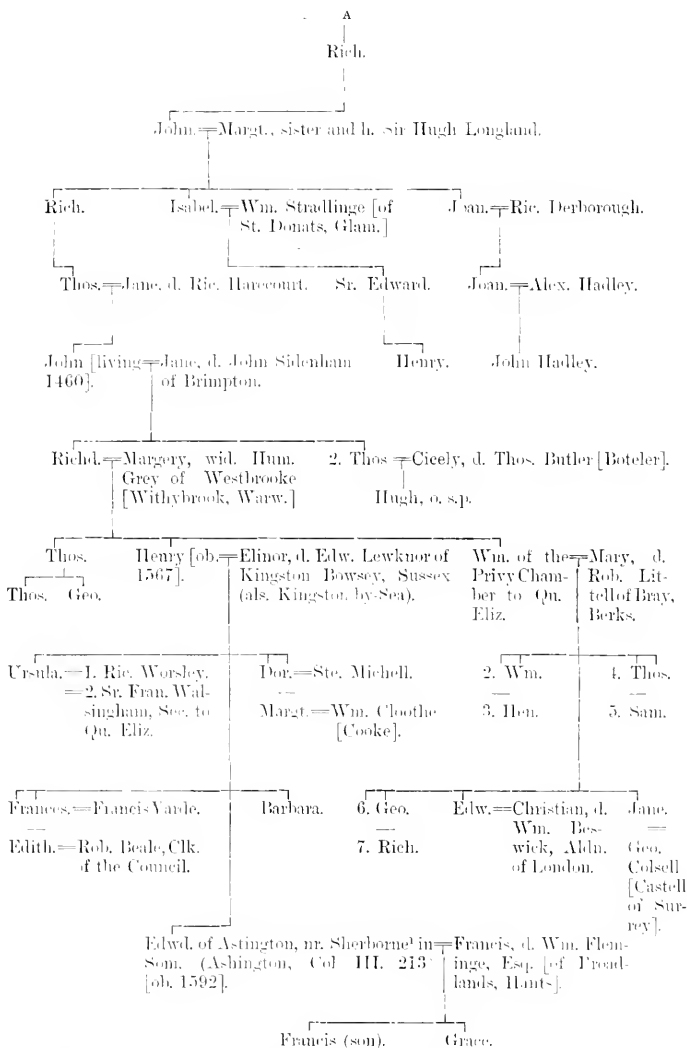 A
Rich.
John.=Margt., sister and h. Sir Hugh Longland.
Rich. Isabel.=Wm. Stradlinge [of Joan.=Ric. Derborough.
St. Donats, Glam.]
Thos.=Jane, d. Ric. Harecourt. Sr. Edward. Joan.=Alex. Hadley.
John [living=Jane, d. John Sidenham Henry. John Hadley.
1460]. of Brimpton.
Richd.=Margery, wid. Hum. 2. Thos=Cicely, d. Thos. Butler [Boteler].
Grey of Westbrooke
[Withybrook, Warw.] Hugh, o. s.p.
Thos. Henry [ob.=Elinor, d. Edw. Lewknor of Wm. of the=Mary, d.
1567]. Kingston Bowsey, Sussex Privy Cham- Rob. Lit-
Thos. Geo. (als. Kingston by-Sea). ber to Qu. tell of Bray,
Eliz. Berks.
Ursula.=1. Ric. Worsley. Dor.=Ste. Michell. 2. Wm. 4. Thos.
=2. Sr. Fran. Wal- — — —
singham, Sec. to Margt.=Wm. Cloothe 3. Hen. 5. Sam.
Qu. Eliz. [Cooke].
Frances.=Francis Yarde. Barbara. 6. Geo. Edw.=Christian, d. Jane.
— — Wm. Bes- =
Edith.=Rob. Beale, Clk. 7. Rich. wick, Aldn. Geo.
of the Council. of London. Colsell
[Castell
of Sur-
rey].
Edwd. of Astington, nr. Sherborne¹ in=Francis, d. Wm. Flem-
Som. (Ashington, Col III. 213 inge, Esq. [of Broad-
[ob. 1592]. lands, Hants].
Francis (son). Grace.